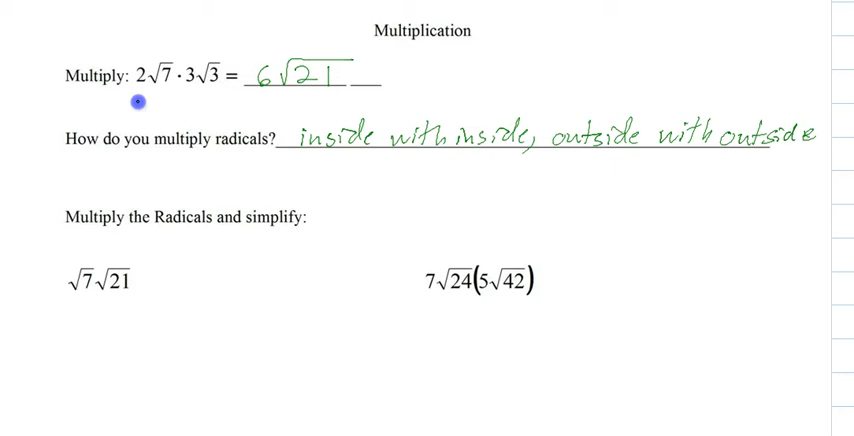 Multiplication
Multiply: 2√7 · 3√3 = 6√21
How do you multiply radicals? inside with inside, outside with outside
Multiply the Radicals and simplify:
√7√21 7√24(5√42)